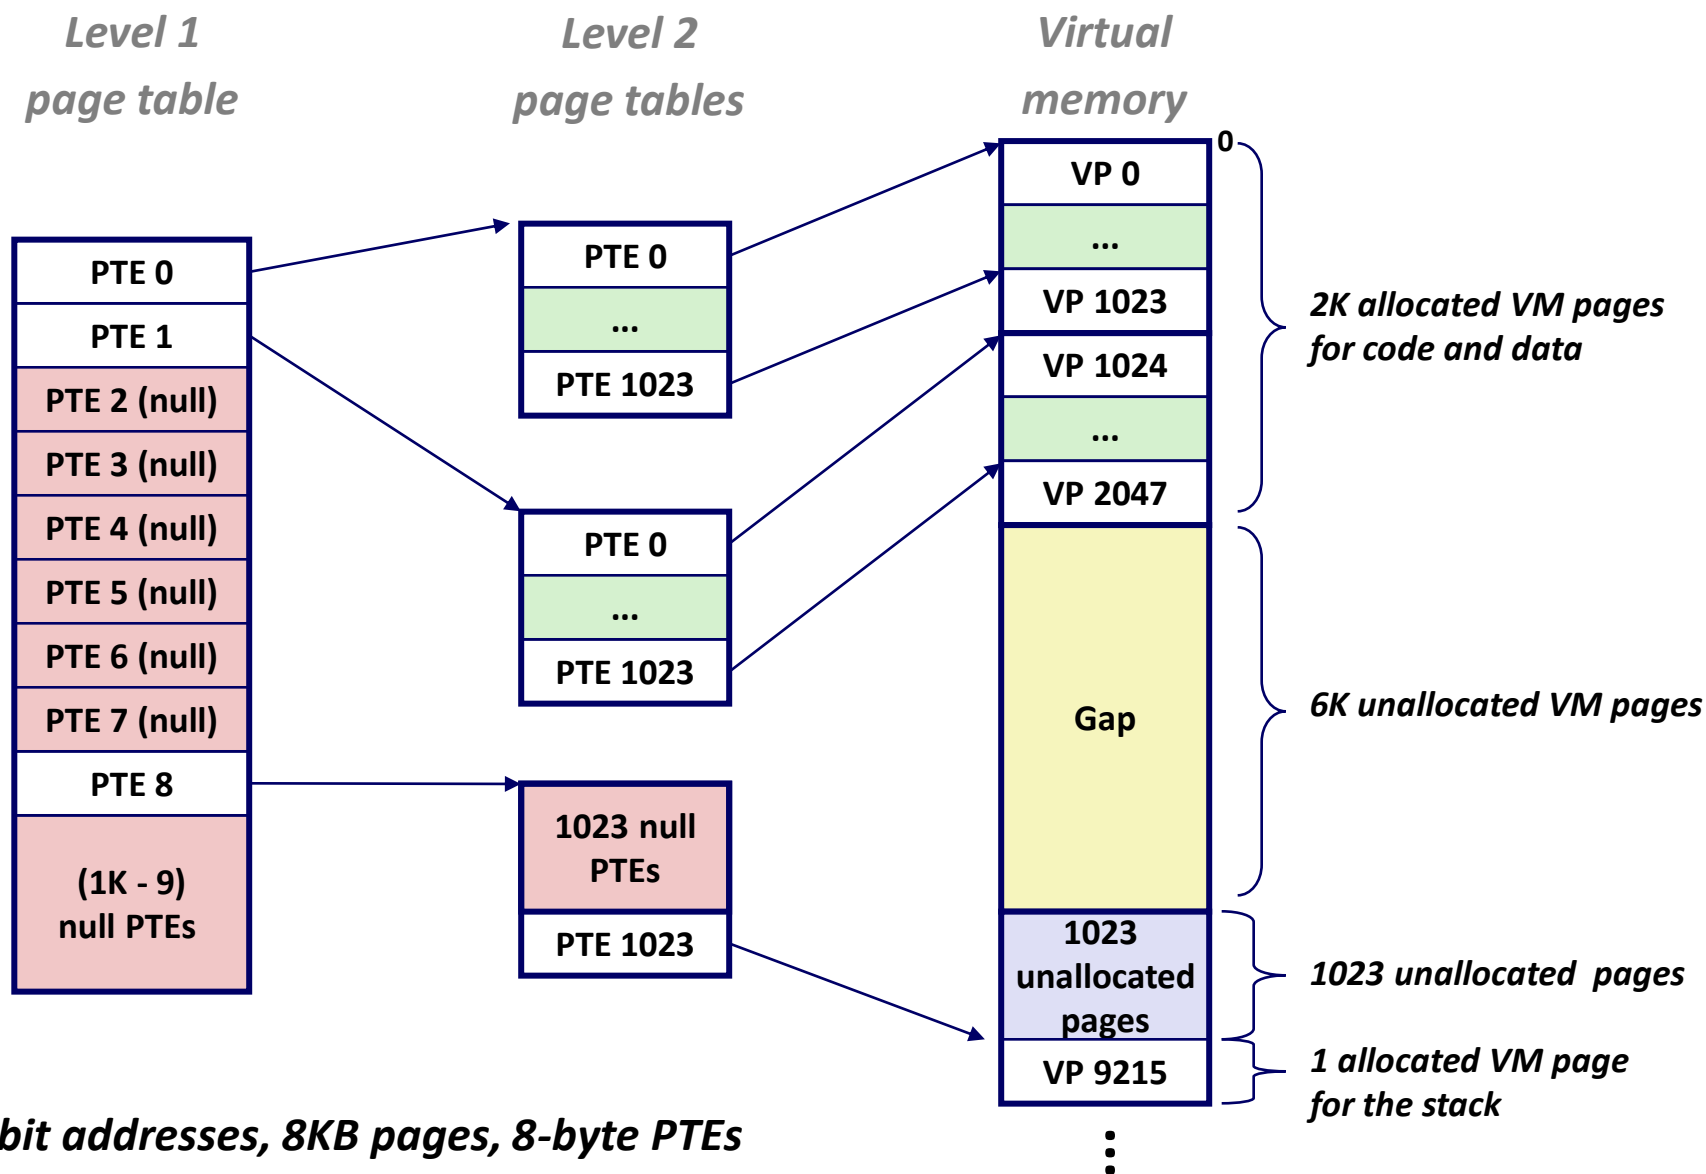 Level 1
page table
Level 2
page tables
Virtual
memory
PTE 0
PTE 1
PTE 2 (null)
PTE 3 (null)
PTE 4 (null)
PTE 5 (null)
PTE 6 (null)
PTE 7 (null)
PTE 8
(1K - 9)
null PTEs
PTE 0
...
PTE 1023
PTE 0
...
PTE 1023
1023 null
PTEs
PTE 1023
0
VP 0
...
VP 1023
VP 1024
...
VP 2047
Gap
1023
unallocated
pages
VP 9215
...
2K allocated VM pages
for code and data
6K unallocated VM pages
1023 unallocated pages
1 allocated VM page
for the stack
bit addresses, 8KB pages, 8-byte PTEs